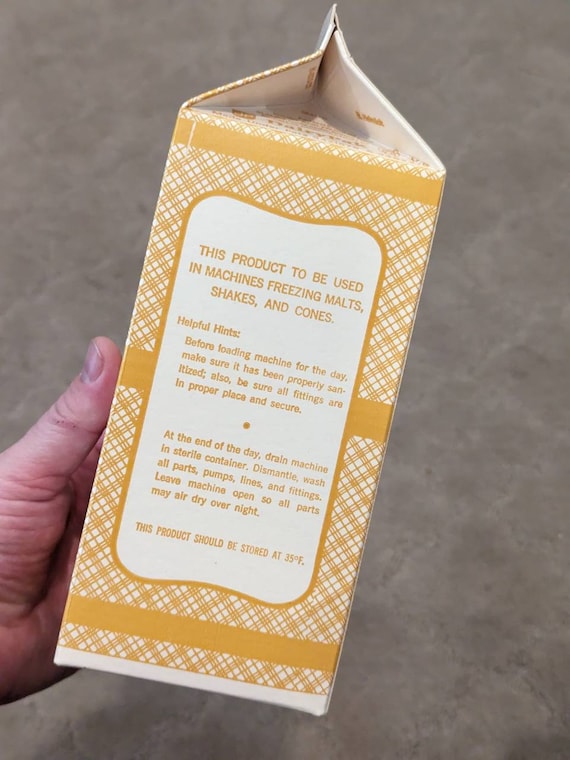 THIS PRODUCT TO BE USED
IN MACHINES FREEZING MALTS,
SHAKES, AND CONES.
Helpful Hints:
Before loading machine for the day,
make sure it has been properly san-
itized; also, be sure all fittings are
in proper place and secure.
At the end of the day, drain machine
in sterile container. Dismantle, wash
all parts, pumps, lines, and fittings.
Leave machine open so all parts
may air dry over night.
THIS PRODUCT SHOULD BE STORED AT 35°F.